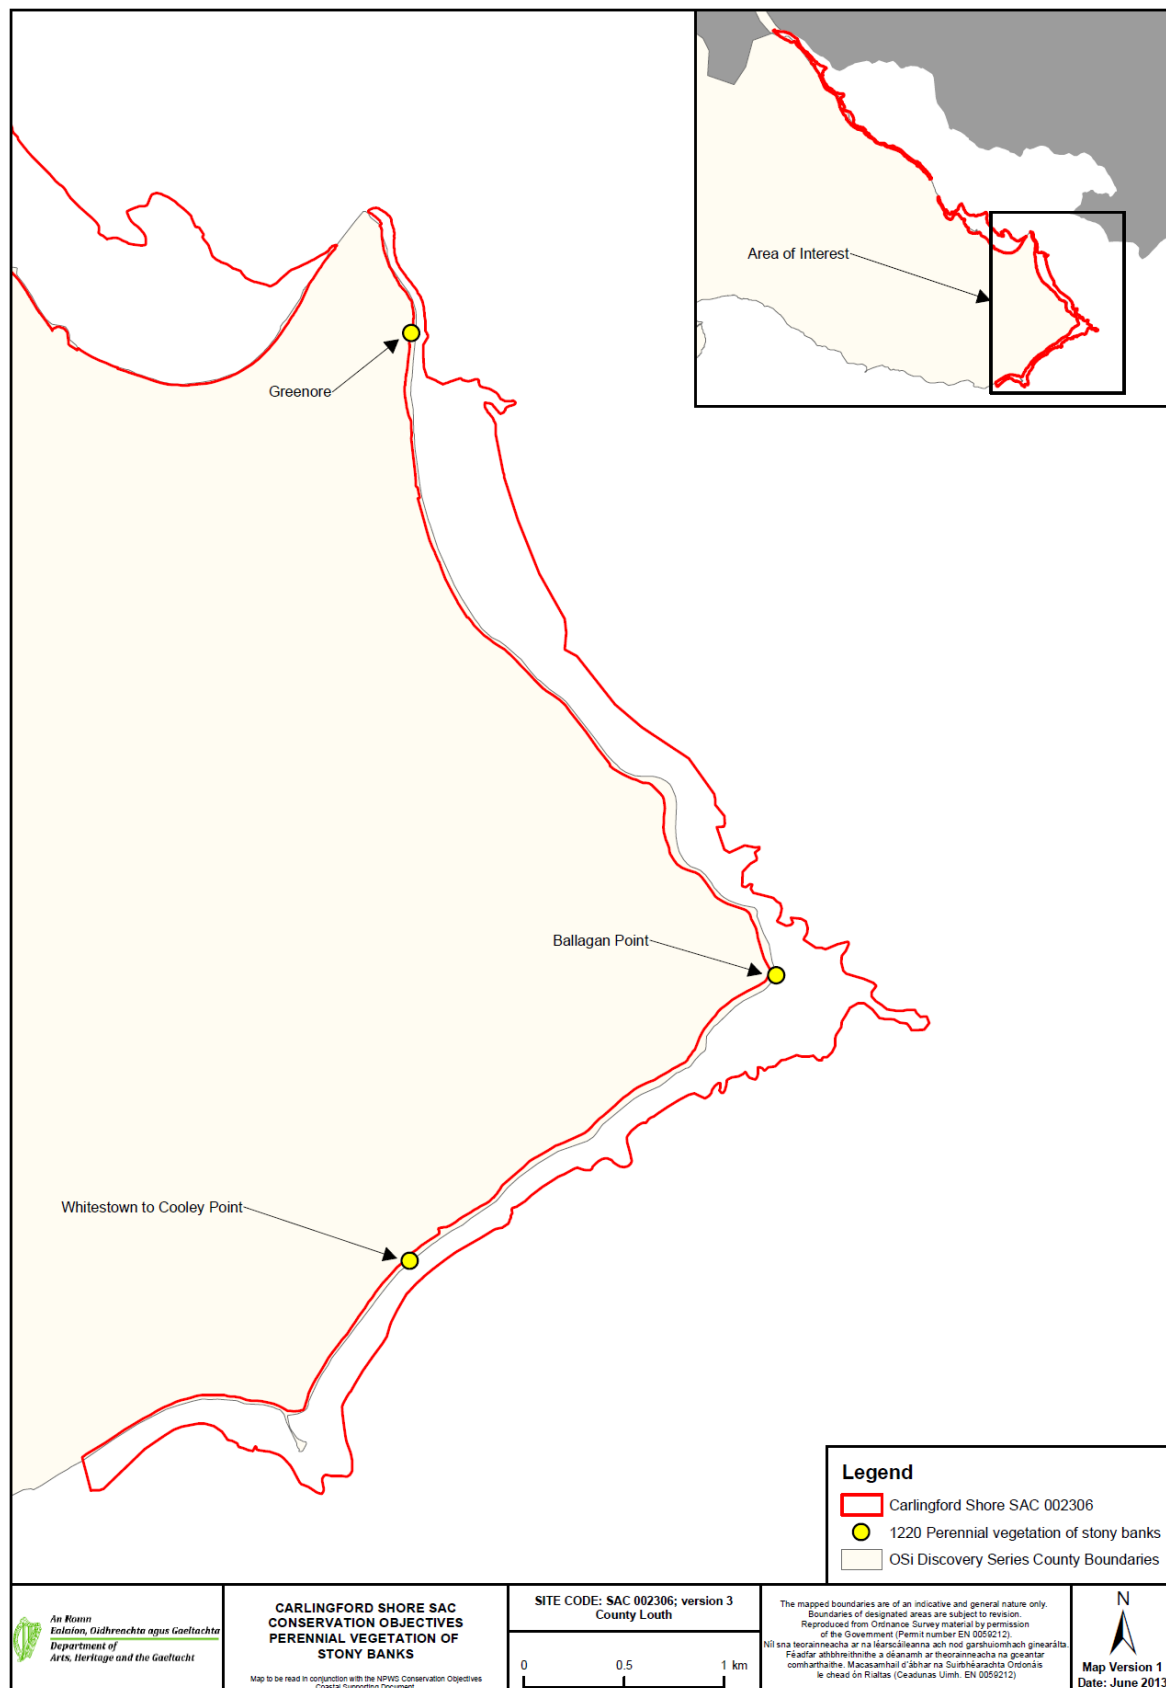 Area of Interest
Greenore
Ballagan Point
Whitestown to Cooley Point
Legend
Carlingford Shore SAC 002306
1220 Perennial vegetation of stony banks
OSi Discovery Series County Boundaries
An Roinn
Ealaíon, Oidhreachta agus Gaeltachta
Department of
Arts, Heritage and the Gaeltacht
CARLINGFORD SHORE SAC
CONSERVATION OBJECTIVES
PERENNIAL VEGETATION OF
STONY BANKS
Map to be read in conjunction with the NPWS Conservation Objectives
Coastal Supporting Document
SITE CODE: SAC 002306; version 3
County Louth
0 0.5 1 km
The mapped boundaries are of an indicative and general nature only.
Boundaries of designated areas are subject to revision.
Reproduced from Ordnance Survey material by permission
of the Government (Permit number EN 0059212).
Níl sna teorainneacha ar na léarscáileanna ach nod garshuíomhach ginearálta.
Féadfar athbhreithnithe a déanamh ar theorainneacha na gceantar
comharthaithe. Macasamhail d'ábhar na Suirbhéarachta Ordonáis
le chead ón Rialtas (Ceadunas Uimh. EN 0059212)
N
Map Version 1
Date: June 2013